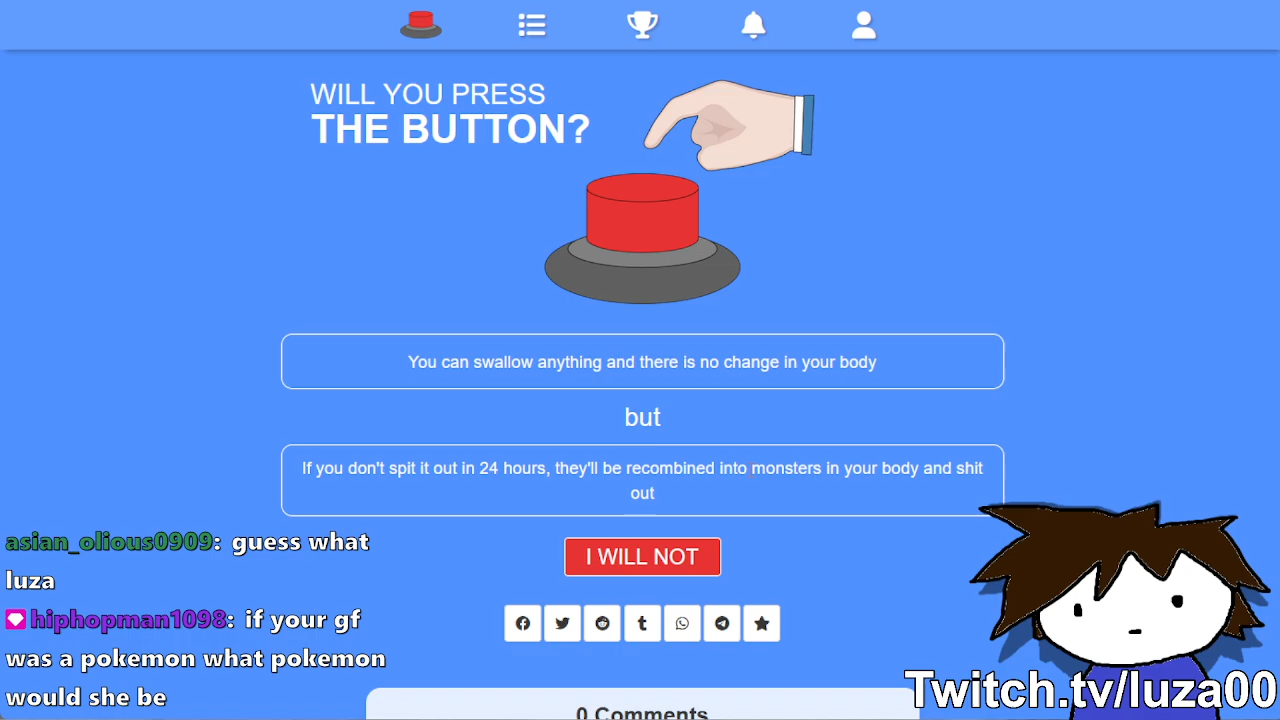 WILL YOU PRESS
THE BUTTON?
You can swallow anything and there is no change in your body
but
If you don't spit it out in 24 hours, they'll be recombined into monsters in your body and shit
out
I WILL NOT
asian_olious0909: guess what
luza
hiphopman1098: if your gf
was a pokemon what pokemon
would she be
0 Comments
Twitch.tv/luza00